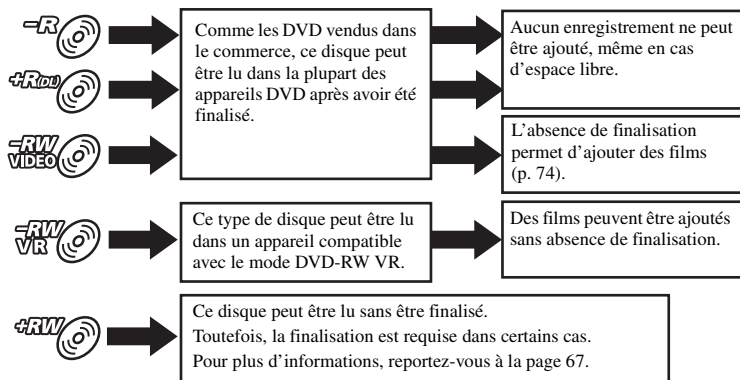 -R
Comme les DVD vendus dans
le commerce, ce disque peut
être lu dans la plupart des
appareils DVD après avoir été
finalisé.
Aucun enregistrement ne peut
être ajouté, même en cas
d'espace libre.
+R(DL)
-RW
VIDEO
L'absence de finalisation
permet d'ajouter des films
(p. 74).
-RW
VR
Ce type de disque peut être lu
dans un appareil compatible
avec le mode DVD-RW VR.
Des films peuvent être ajoutés
sans absence de finalisation.
+RW
Ce disque peut être lu sans être finalisé.
Toutefois, la finalisation est requise dans certains cas.
Pour plus d'informations, reportez-vous à la page 67.